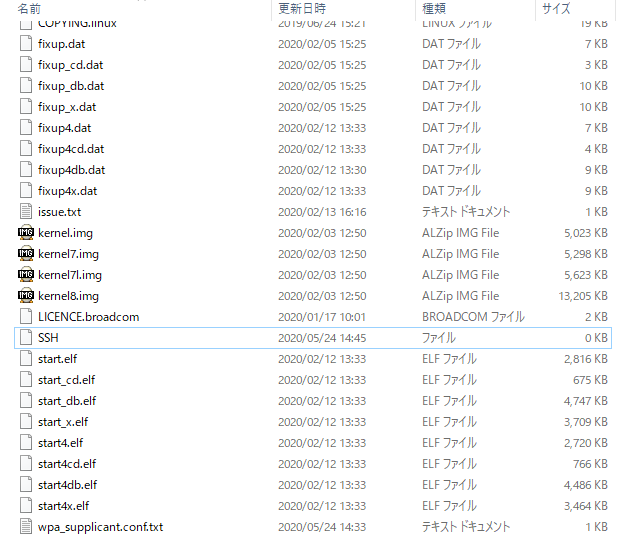 名前 更新日時 種類 サイズ
COPYING.linux 2019/06/24 15:21 LINUX ファイル 19 KB
fixup.dat 2020/02/05 15:25 DAT ファイル 7 KB
fixup_cd.dat 2020/02/05 15:25 DAT ファイル 3 KB
fixup_db.dat 2020/02/05 15:25 DAT ファイル 10 KB
fixup_x.dat 2020/02/05 15:25 DAT ファイル 10 KB
fixup4.dat 2020/02/12 13:33 DAT ファイル 7 KB
fixup4cd.dat 2020/02/12 13:33 DAT ファイル 4 KB
fixup4db.dat 2020/02/12 13:30 DAT ファイル 9 KB
fixup4x.dat 2020/02/12 13:33 DAT ファイル 9 KB
issue.txt 2020/02/13 16:16 テキスト ドキュメント 1 KB
IMG kernel.img 2020/02/03 12:50 ALZip IMG File 5,023 KB
IMG kernel7.img 2020/02/03 12:50 ALZip IMG File 5,298 KB
IMG kernel7l.img 2020/02/03 12:50 ALZip IMG File 5,623 KB
IMG kernel8.img 2020/02/03 12:50 ALZip IMG File 13,205 KB
LICENCE.broadcom 2020/01/17 10:01 BROADCOM ファイル 2 KB
SSH 2020/05/24 14:45 ファイル 0 KB
start.elf 2020/02/12 13:33 ELF ファイル 2,816 KB
start_cd.elf 2020/02/12 13:33 ELF ファイル 675 KB
start_db.elf 2020/02/12 13:33 ELF ファイル 4,747 KB
start_x.elf 2020/02/12 13:33 ELF ファイル 3,709 KB
start4.elf 2020/02/12 13:33 ELF ファイル 2,720 KB
start4cd.elf 2020/02/12 13:33 ELF ファイル 766 KB
start4db.elf 2020/02/12 13:33 ELF ファイル 4,486 KB
start4x.elf 2020/02/12 13:33 ELF ファイル 3,464 KB
wpa_supplicant.conf.txt 2020/05/24 14:33 テキスト ドキュメント 1 KB